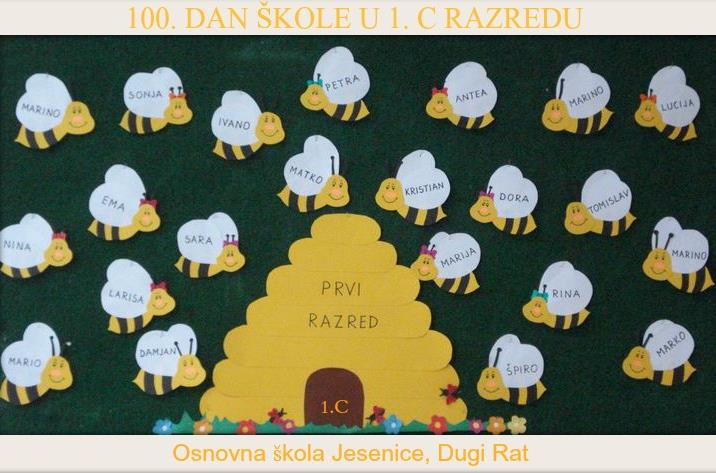 100. DAN ŠKOLE U 1. C RAZREDU
MARINO
SONJA
IVANO
PETRA
ANTEA
MARINO
LUCIJA
EMA
MATKO
KRISTIAN
DORA
TOMISLAV
NINA
SARA
MARIJA
MARINO
LARISA
RINA
MARIO
DAMJAN
ŠPIRO
MARKO
PRVI
RAZRED
1.C
Osnovna škola Jesenice, Dugi Rat